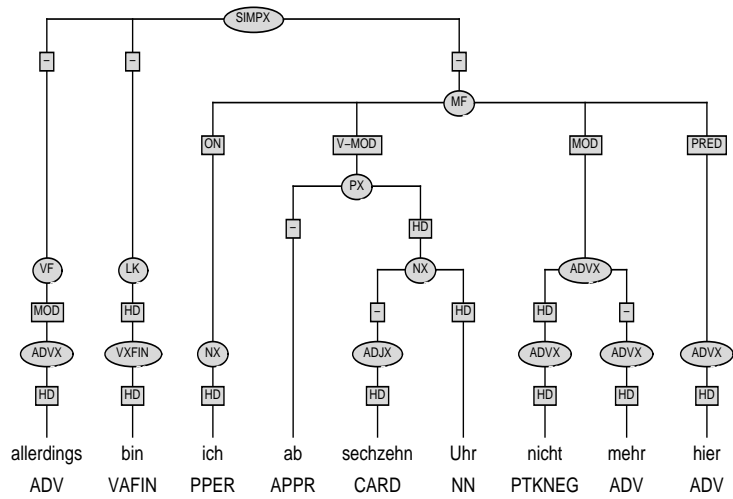 SIMPX
– – –
MF
ON V–MOD MOD PRED
PX
– HD
VF LK NX ADVX
MOD HD – HD HD –
ADVX VXFIN NX ADJX ADVX ADVX ADVX
HD HD HD HD HD HD HD
allerdings bin ich ab sechzehn Uhr nicht mehr hier
ADV VAFIN PPER APPR CARD NN PTKNEG ADV ADV